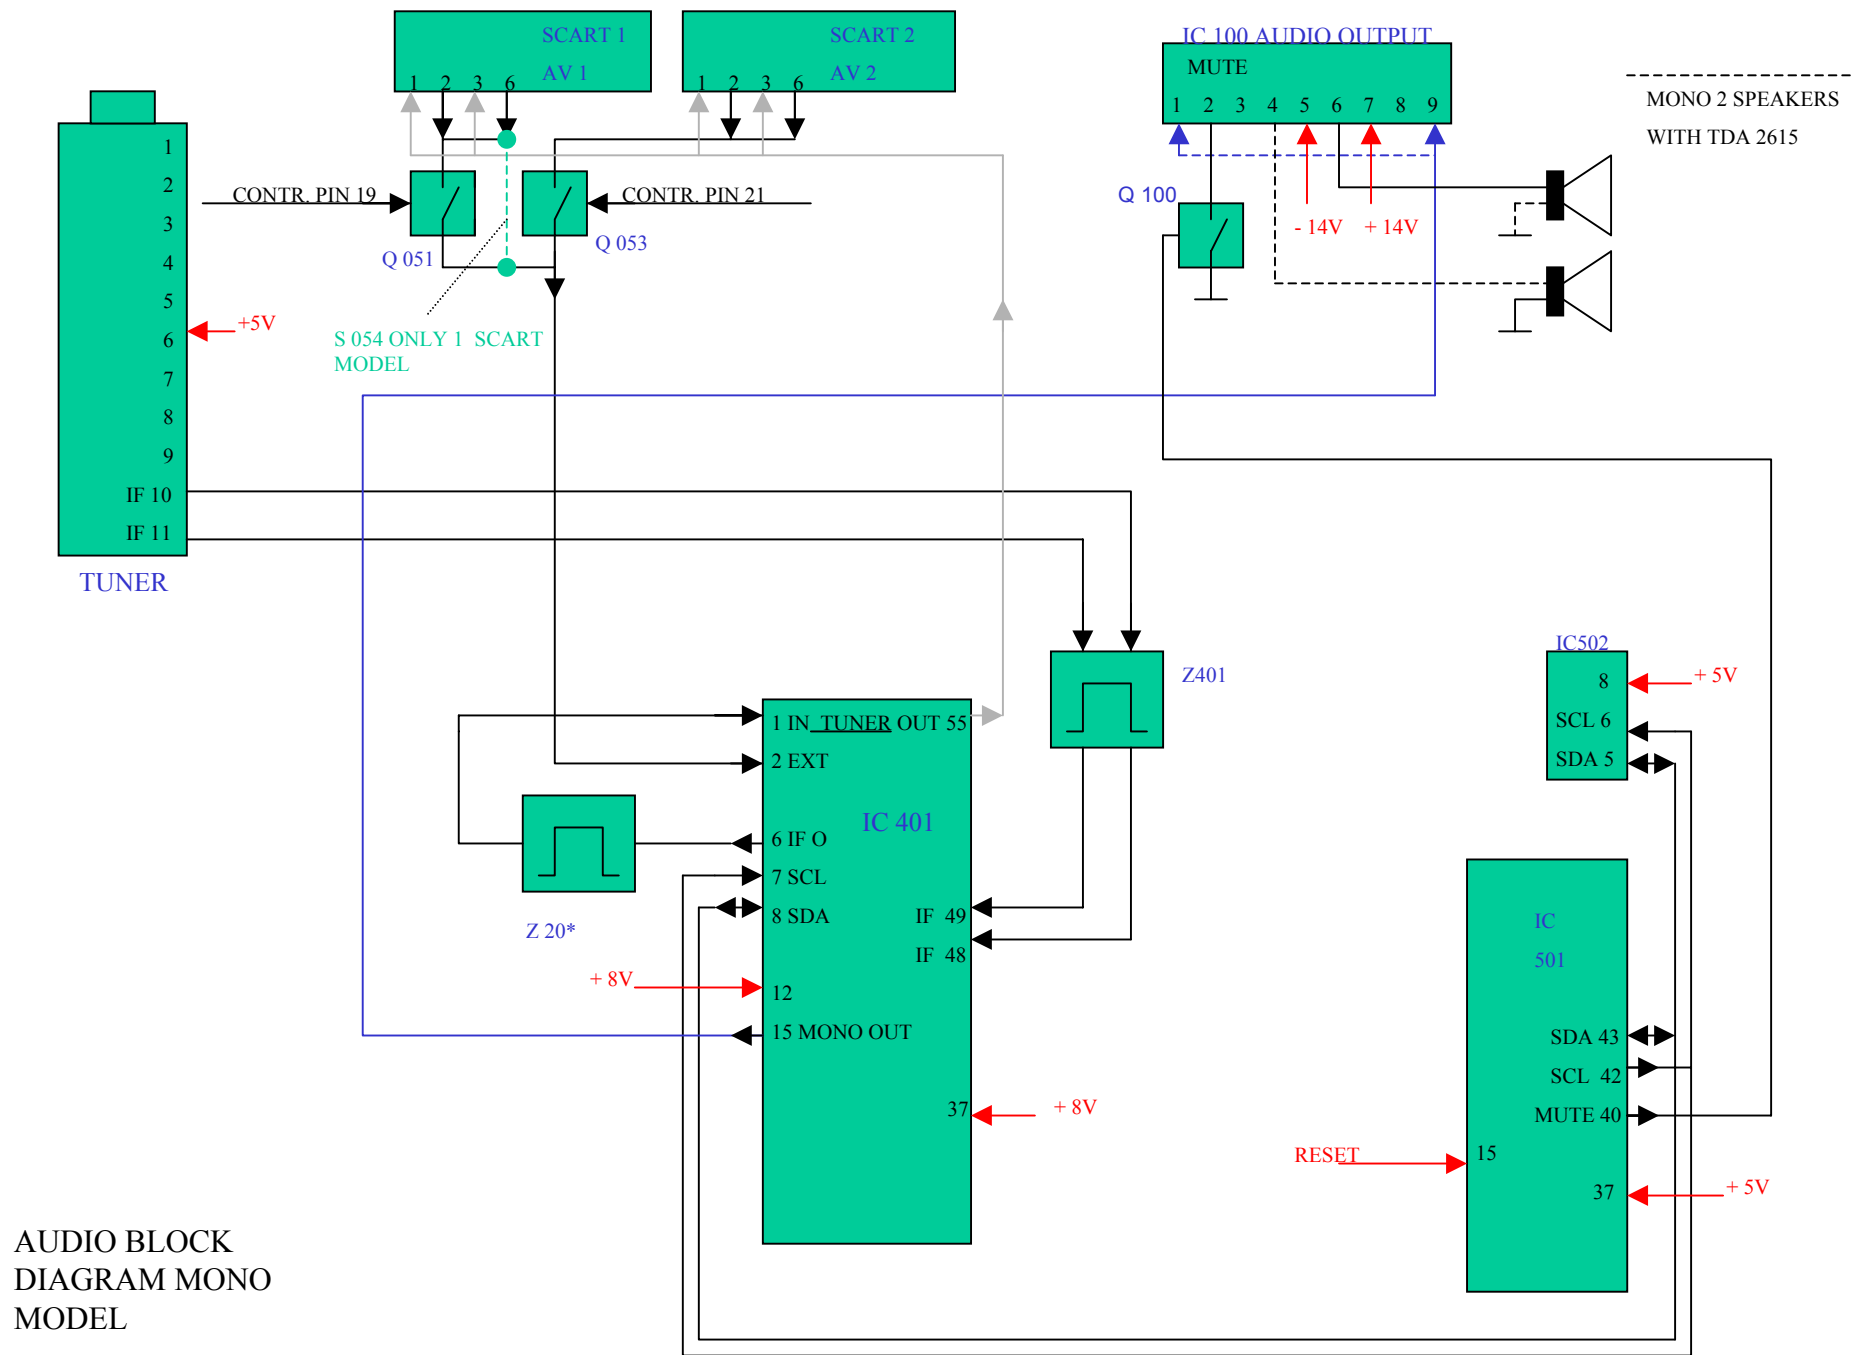 SCART 1
AV 1
1 2 3 6
SCART 2
AV 2
1 2 3 6
IC 100 AUDIO OUTPUT
MUTE
1 2 3 4 5 6 7 8 9
MONO 2 SPEAKERS
WITH TDA 2615
1
2
3
4
5
6
7
8
9
IF 10
IF 11
TUNER
+5V
CONTR. PIN 19
Q 051
CONTR. PIN 21
Q 053
S 054 ONLY 1 SCART
MODEL
Q 100
- 14V
+ 14V
Z401
1 IN TUNER OUT 55
2 EXT
IC 401
6 IF O
7 SCL
8 SDA
IF 49
IF 48
12
15 MONO OUT
37
Z 20*
+ 8V
+ 8V
IC502
8
SCL 6
SDA 5
+ 5V
IC
501
SDA 43
SCL 42
MUTE 40
15
37
RESET
+ 5V
AUDIO BLOCK
DIAGRAM MONO
MODEL